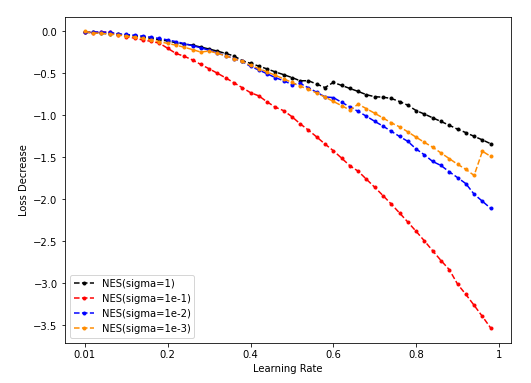 0.0
−0.5
−1.0
−1.5
−2.0
−2.5
−3.0
−3.5
Loss Decrease
NES(sigma=1)
NES(sigma=1e-1)
NES(sigma=1e-2)
NES(sigma=1e-3)
0.01 0.2 0.4 0.6 0.8 1
Learning Rate